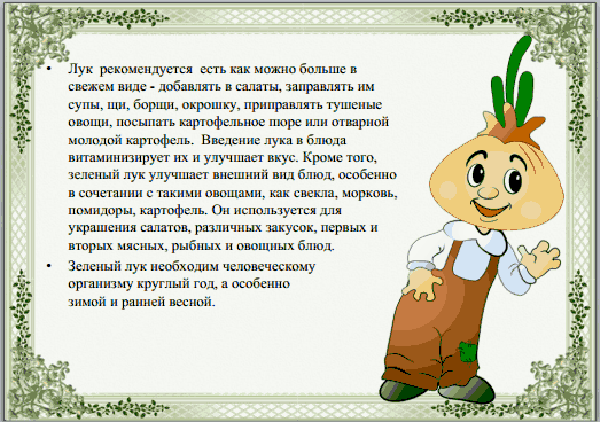 • Лук рекомендуется есть как можно больше в
свежем виде - добавлять в салаты, заправлять им
супы, щи, борщи, окрошку, приправлять тушеные
овощи, посыпать картофельное пюре или отварной
молодой картофель. Введение лука в блюда
витаминизирует их и улучшает вкус. Кроме того,
зеленый лук улучшает внешний вид блюд, особенно
в сочетании с такими овощами, как свекла, морковь,
помидоры, картофель. Он используется для
украшения салатов, различных закусок, первых и
вторых мясных, рыбных и овощных блюд.
• Зеленый лук необходим человеческому
организму круглый год, а особенно
зимой и ранней весной.